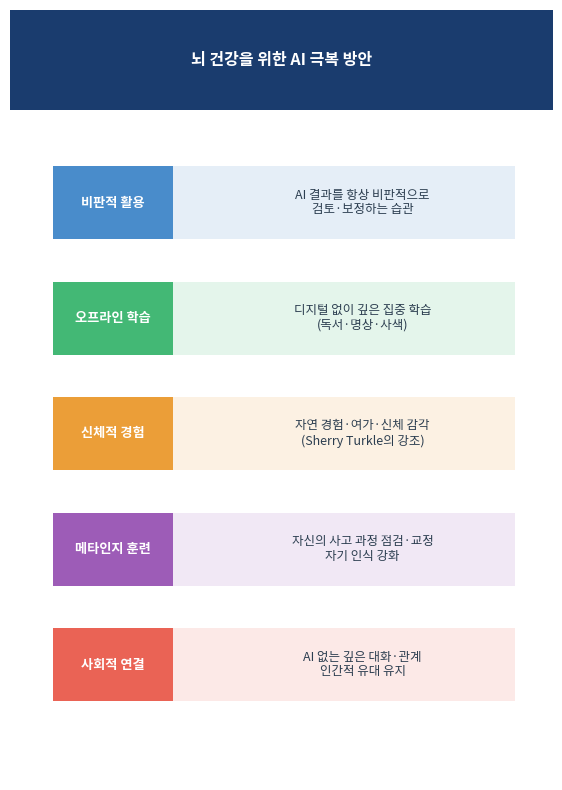 뇌 건강을 위한 AI 극복 방안
비판적 활용
AI 결과를 항상 비판적으로
검토·보정하는 습관
오프라인 학습
디지털 없이 깊은 집중 학습
(독서·명상·사색)
신체적 경험
자연 경험·여가·신체 감각
(Sherry Turkle의 강조)
메타인지 훈련
자신의 사고 과정 점검·교정
자기 인식 강화
사회적 연결
AI 없는 깊은 대화·관계
인간적 유대 유지